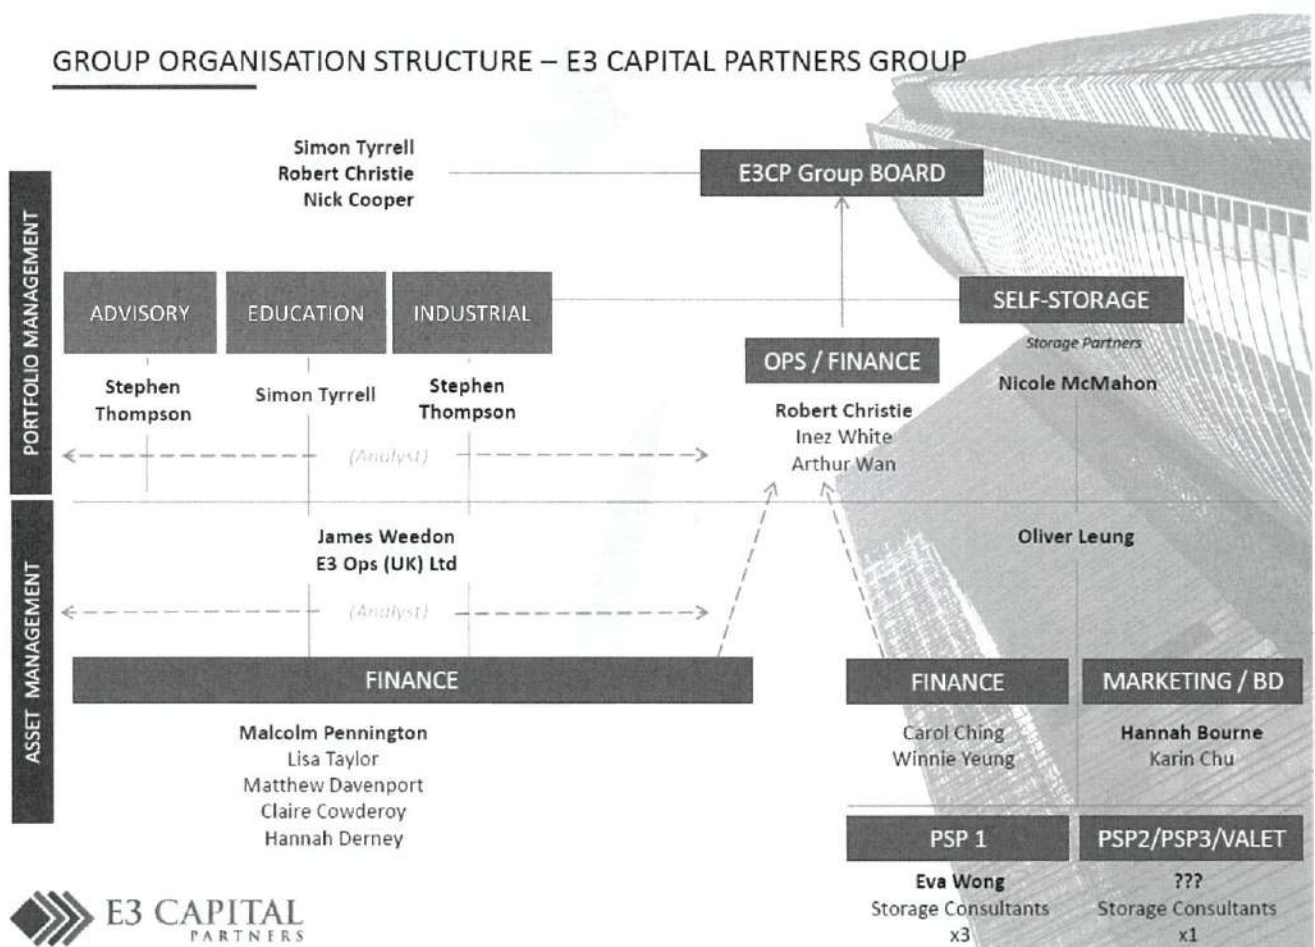 GROUP ORGANISATION STRUCTURE – E3 CAPITAL PARTNERS GROUP
Simon Tyrrell
Robert Christie
Nick Cooper
E3CP Group BOARD
PORTFOLIO MANAGEMENT
ADVISORY
EDUCATION
INDUSTRIAL
SELF-STORAGE
Storage Partners
Nicole McMahon
OPS / FINANCE
Robert Christie
Inez White
Arthur Wan
Stephen
Thompson
Simon Tyrrell
Stephen
Thompson
(Analyst)
ASSET MANAGEMENT
James Weedon
E3 Ops (UK) Ltd
Oliver Leung
(Analyst)
FINANCE
Malcolm Pennington
Lisa Taylor
Matthew Davenport
Claire Cowderoy
Hannah Derney
FINANCE
Carol Ching
Winnie Yeung
MARKETING / BD
Hannah Bourne
Karin Chu
PSP 1
Eva Wong
Storage Consultants
x3
PSP2/PSP3/VALET
???
Storage Consultants
x1
E3 CAPITAL
PARTNERS